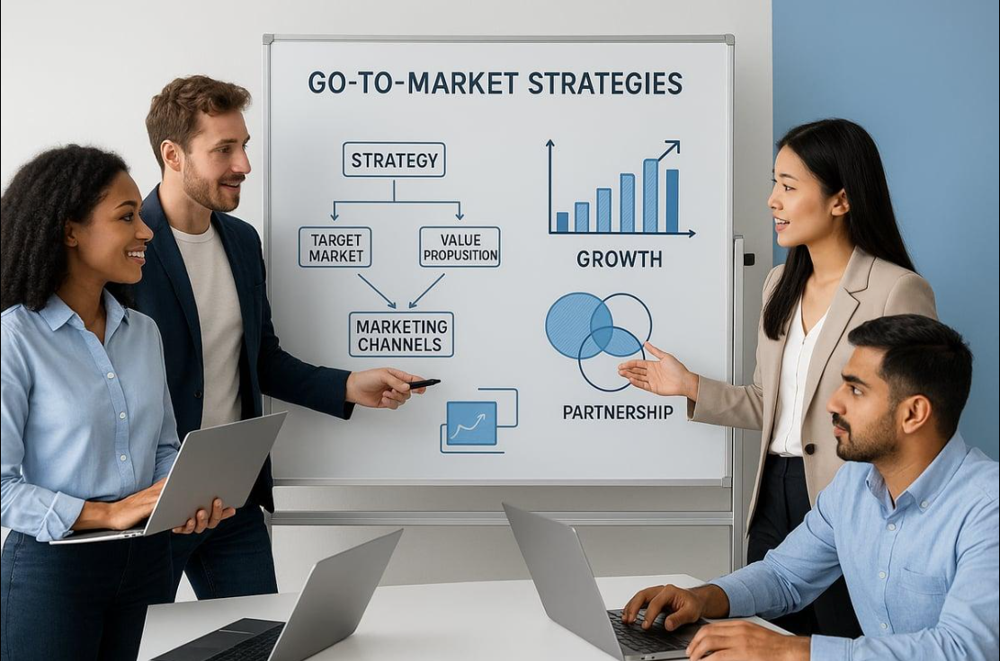 GO-TO-MARKET STRATEGIES
STRATEGY
TARGET
MARKET
VALUE
PROPUSITION
MARKETING
CHANNELS
GROWTH
PARTNERSHIP